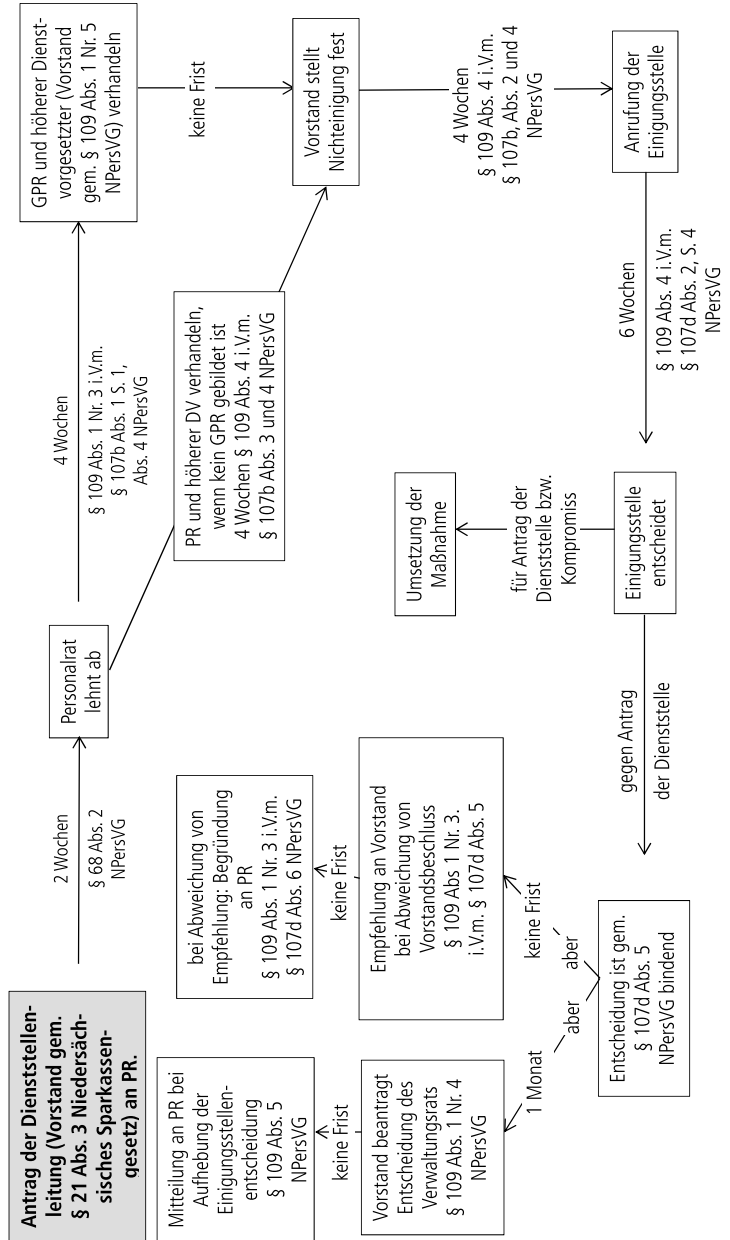 Antrag der Dienststellen-
leitung (Vorstand gem.
§ 21 Abs. 3 Niedersäch-
sisches Sparkassen-
gesetz) an PR.
2 Wochen
§ 68 Abs. 2
NPersVG
Personalrat
lehnt ab
4 Wochen
§ 109 Abs. 1 Nr. 3 i.V.m.
§ 107b Abs. 1 S. 1,
Abs. 4 NPersVG
GPR und höherer Dienst-
vorgesetzter (Vorstand
gem. § 109 Abs. 1 Nr. 5
NPersVG) verhandeln
keine Frist
PR und höherer DV verhandeln,
wenn kein GPR gebildet ist
4 Wochen § 109 Abs. 4 i.V.m.
§ 107b Abs. 3 und 4 NPersVG
Vorstand stellt
Nichteinigung fest
4 Wochen
§ 109 Abs. 4 i.V.m.
§ 107b, Abs. 2 und 4
NPersVG
Anrufung der
Einigungsstelle
6 Wochen
§ 109 Abs. 4 i.V.m.
§ 107d Abs. 2, S. 4
NPersVG
Einigungsstelle
entscheidet
für Antrag der
Dienststelle bzw.
Kompromiss
Umsetzung der
Maßnahme
gegen Antrag
der Dienststelle
Entscheidung ist gem.
§ 107d Abs. 5
NPersVG bindend
aber
1 Monat
aber
keine Frist
Vorstand beantragt
Entscheidung des
Verwaltungsrats
§ 109 Abs. 1 Nr. 4
NPersVG
keine Frist
Mitteilung an PR bei
Aufhebung der
Einigungsstellen-
entscheidung
§ 109 Abs. 5
NPersVG
Empfehlung an Vorstand
bei Abweichung von
Vorstandsbeschluss
§ 109 Abs 1 Nr. 3.
i.V.m. § 107d Abs. 5
keine Frist
bei Abweichung von
Empfehlung: Begründung
an PR
§ 109 Abs. 1 Nr. 3 i.V.m.
§ 107d Abs. 6 NPersVG